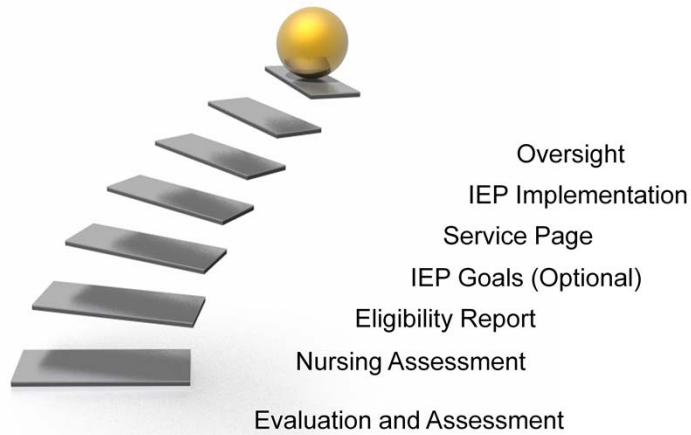 Oversight
IEP Implementation
Service Page
IEP Goals (Optional)
Eligibility Report
Nursing Assessment
Evaluation and Assessment